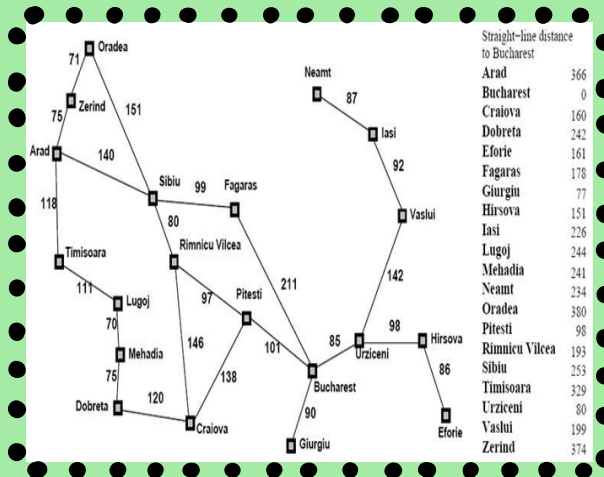 Straight-line distance
to Bucharest
Arad 366
Bucharest 0
Craiova 160
Dobreta 242
Eforie 161
Fagaras 178
Giurgiu 77
Hirsova 151
Iasi 226
Lugoj 244
Mehadia 241
Neamt 234
Oradea 380
Pitesti 98
Rimnicu Vilcea 193
Sibiu 253
Timisoara 329
Urziceni 80
Vaslui 199
Zerind 374
Oradea
71
Neamt
87
Zerind
151
75
Iasi
Arad
140
92
Sibiu
99
Fagaras
118
80
Vaslui
Rimnicu Vilcea
Timisoara
111
97
211
142
Lugoj
Pitesti
70
146
101
85
98
Hirsova
Urziceni
Mehadia
138
86
75
Bucharest
120
90
Dobreta
Craiova
Eforie
Giurgiu